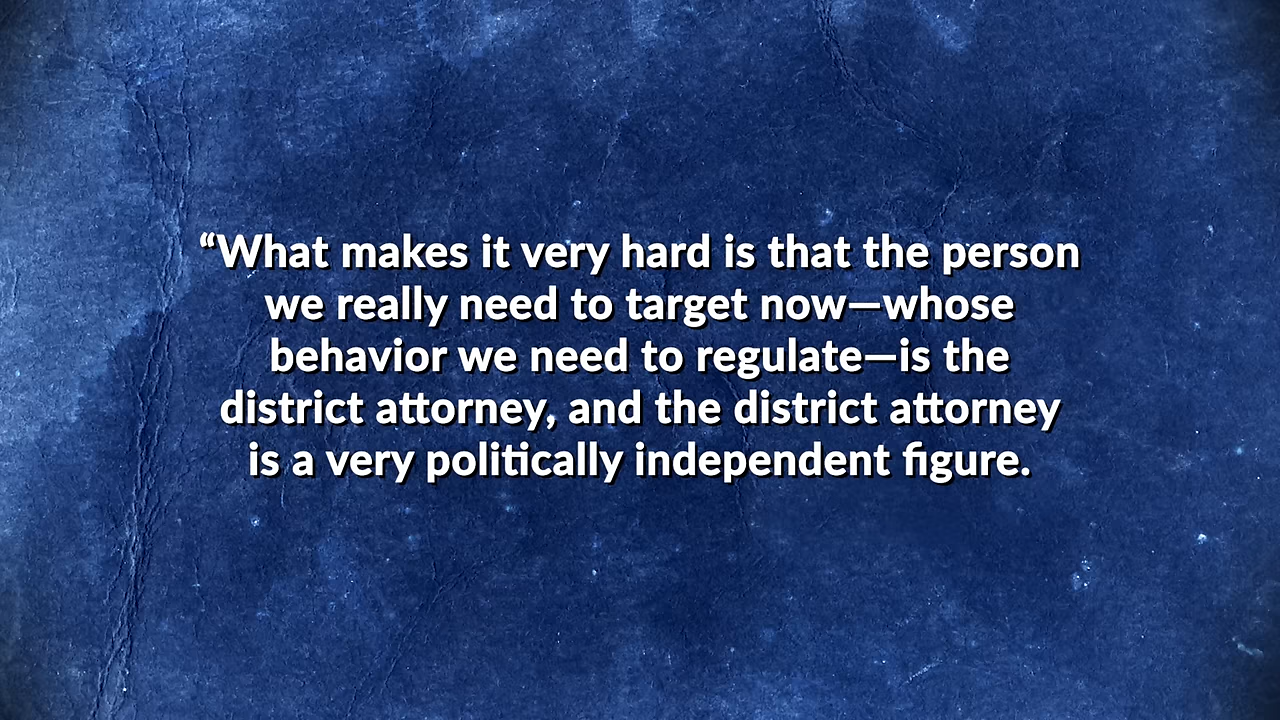 “What makes it very hard is that the person
we really need to target now—whose
behavior we need to regulate—is the
district attorney, and the district attorney
is a very politically independent figure.